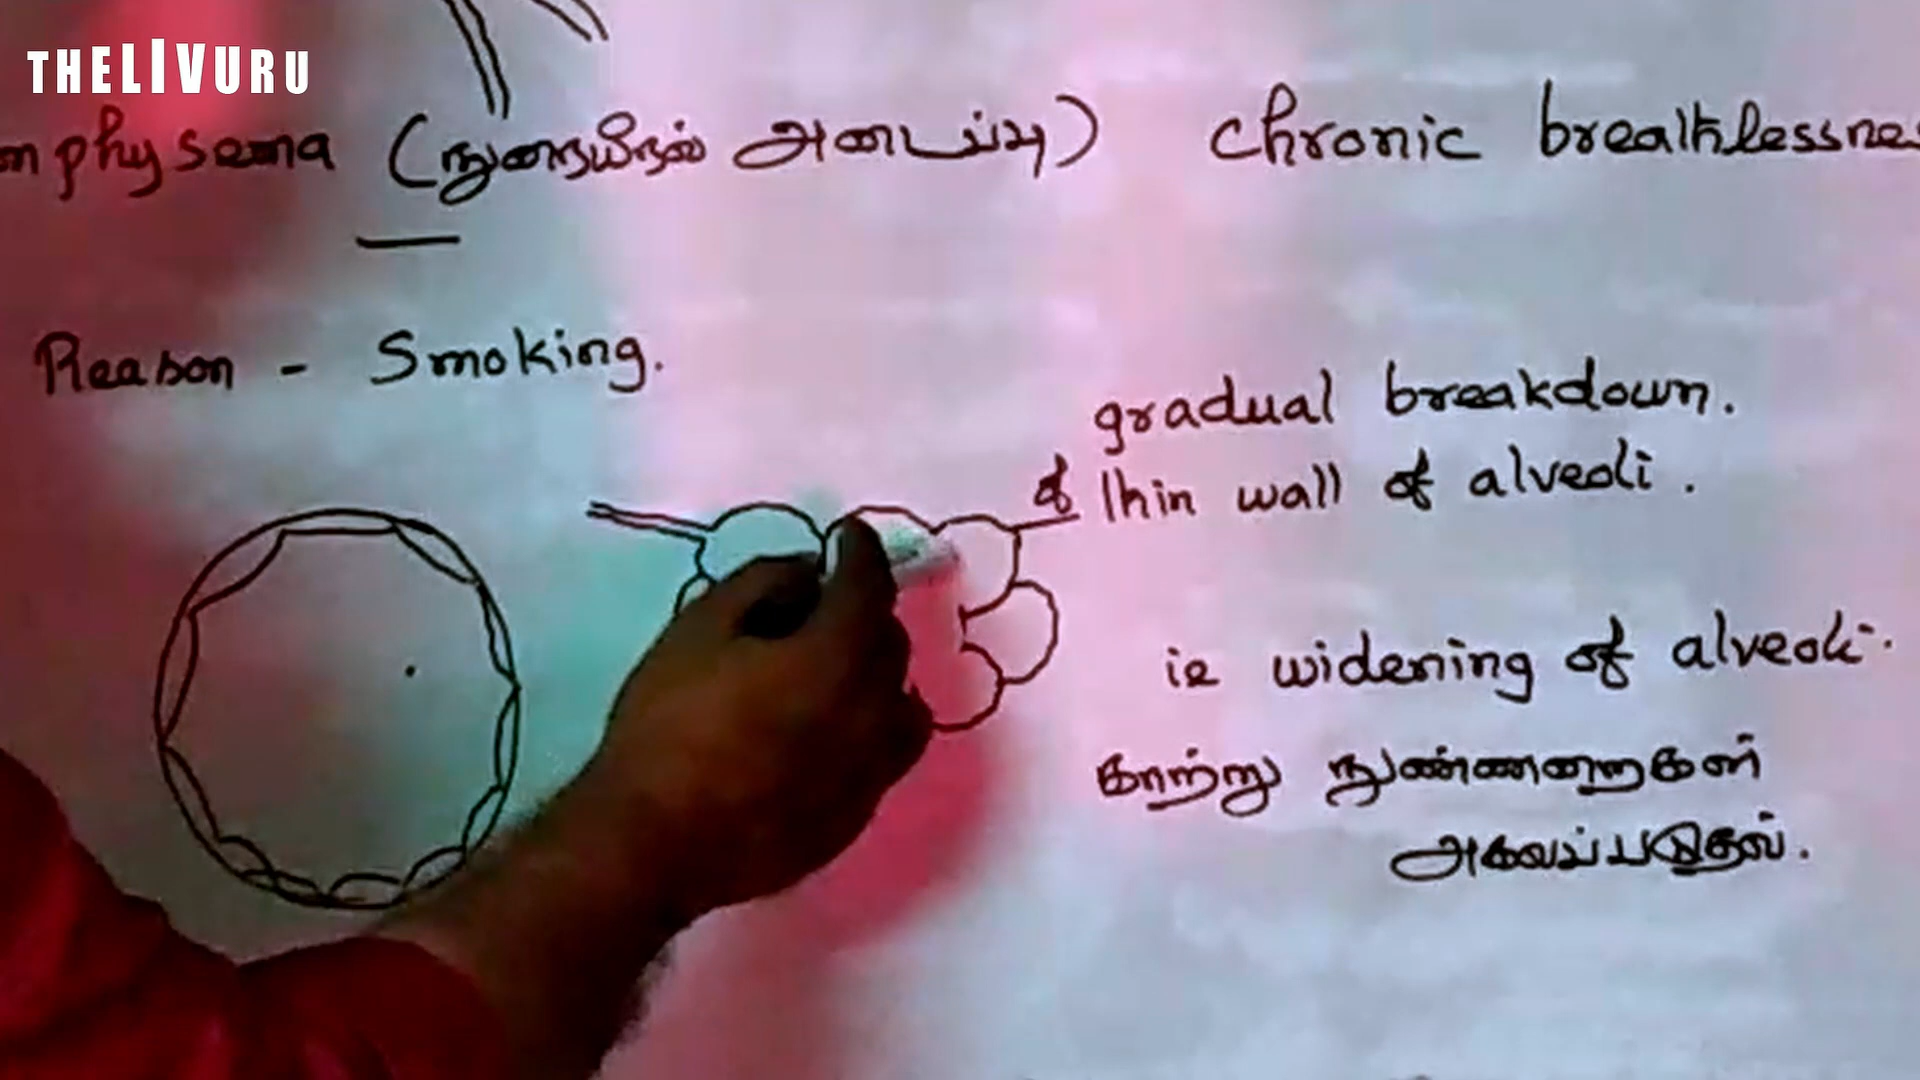 THELIVURU
mphysema (நுரையீரல் அடைப்பு) chronic breathlessnes
Reason - Smoking.
gradual breakdown.
of thin wall of alveoli.
ie widening of alveoli.
காற்று நுண்ணறைகள்
அகலப்படுதல்.